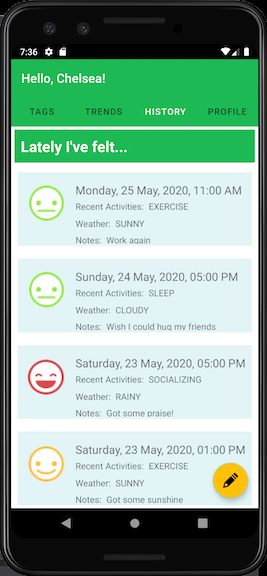 7:36
Hello, Chelsea!
TAGS TRENDS HISTORY PROFILE
Lately I've felt...
Monday, 25 May, 2020, 11:00 AM
Recent Activities: EXERCISE
Weather: SUNNY
Notes: Work again
Sunday, 24 May, 2020, 05:00 PM
Recent Activities: SLEEP
Weather: CLOUDY
Notes: Wish I could hug my friends
Saturday, 23 May, 2020, 05:00 PM
Recent Activities: SOCIALIZING
Weather: RAINY
Notes: Got some praise!
Saturday, 23 May, 2020, 01:00 PM
Recent Activities: EXERCISE
Weather: SUNNY
Notes: Got some sunshine